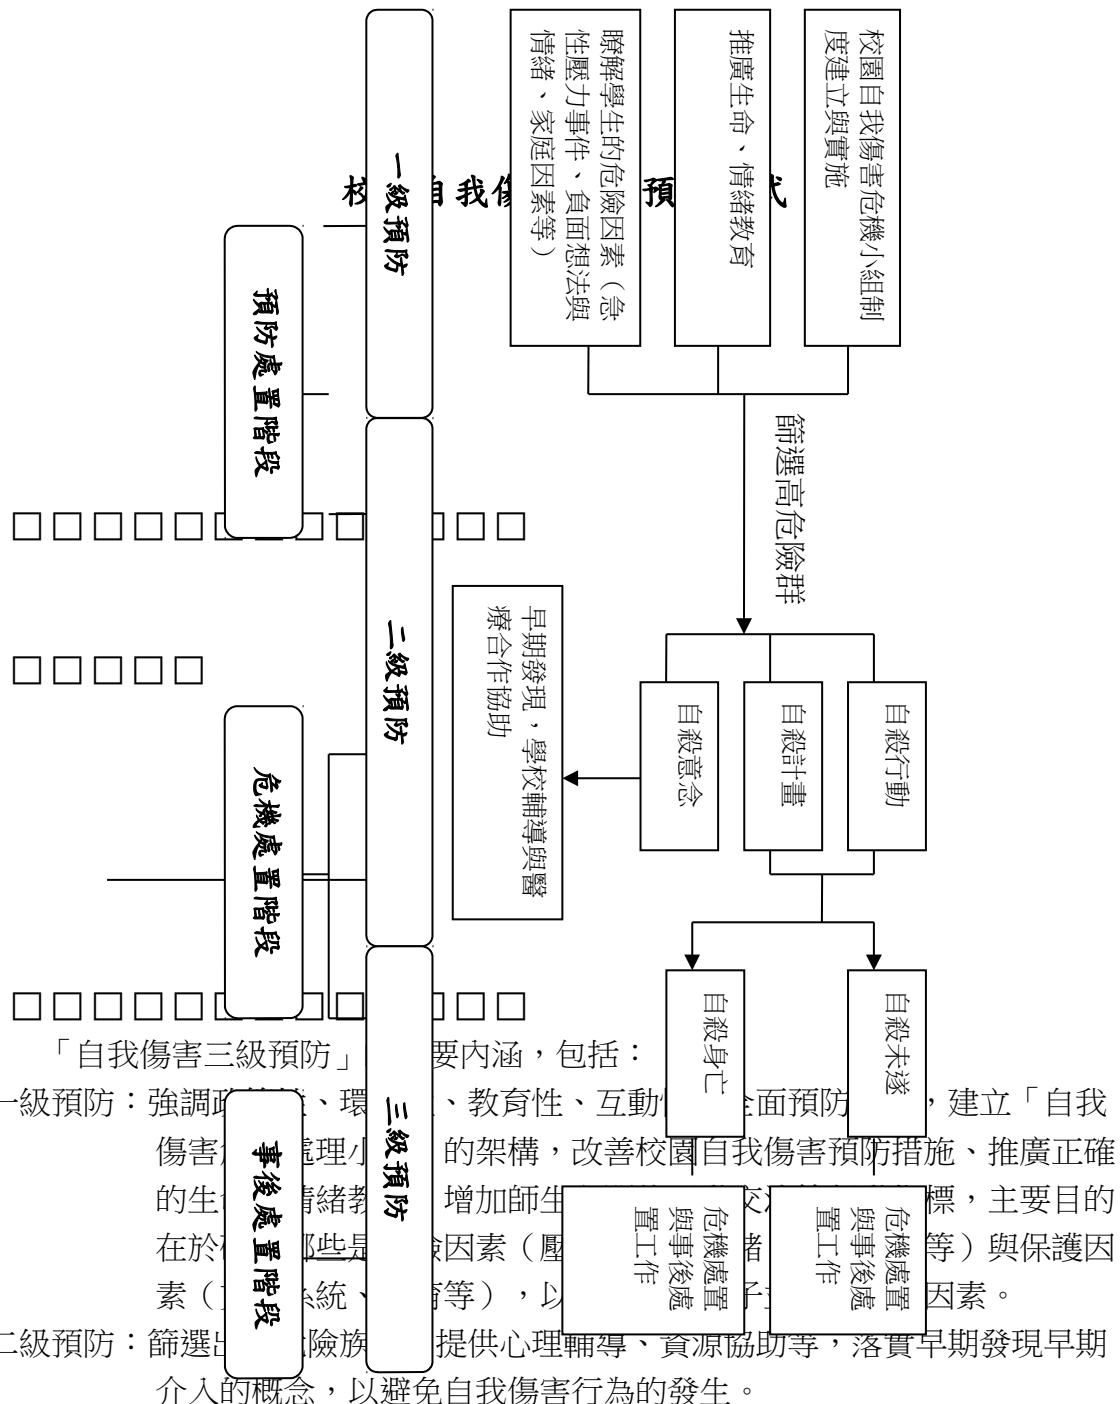 校
自我傷
預
式
校園自我傷害危機小組制
度建立與實施
推廣生命、情緒教育
瞭解學生的危險因素（急
性壓力事件、負面想法與
情緒、家庭因素等）
一級預防
預防處置階段
篩選高危險群
自殺行動
自殺計畫
自殺意念
早期發現，學校輔導與醫
療合作協助
二級預防
危機處置階段
自殺未遂
自殺身亡
危機處置
與事後處
置工作
危機處置
與事後處
置工作
三級預防
事後處置階段
「自我傷害三級預防」 要內涵，包括：
一級預防：強調 、環 、教育性、互動 全面預防 ，建立「自我
傷害 處理小 的架構，改善校園自我傷害預防措施、推廣正確
的生 情緒教 增加師生 交 標，主要目的
在於 哪些是 險因素（壓 緒 等）與保護因
素（ 系統、 育等），以 子 因素。
二級預防：篩選出 險族 提供心理輔導、資源協助等，落實早期發現早期
介入的概念，以避免自我傷害行為的發生。